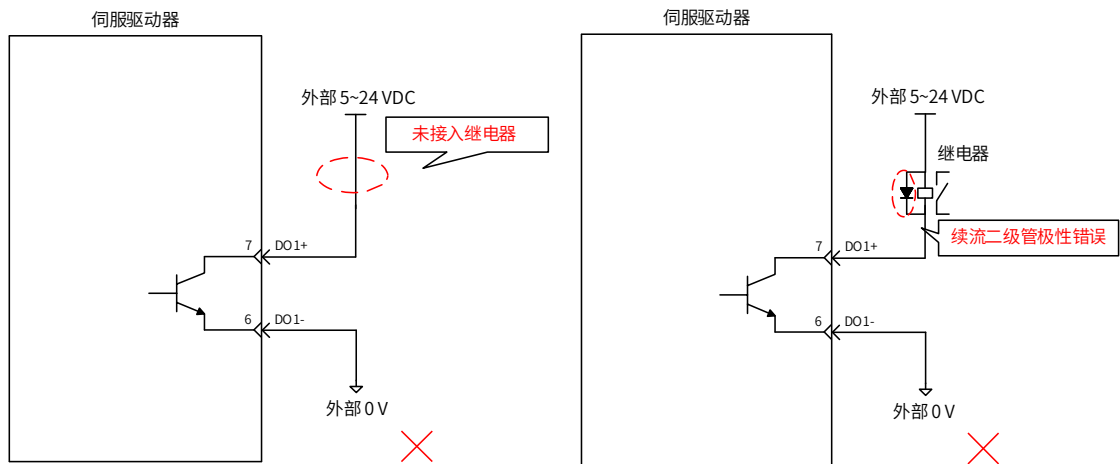 伺服驱动器
外部 5~24 VDC
未接入继电器
7
DO1+
6
DO1-
外部 0 V
伺服驱动器
外部 5~24 VDC
继电器
续流二级管极性错误
7
DO1+
6
DO1-
外部 0 V